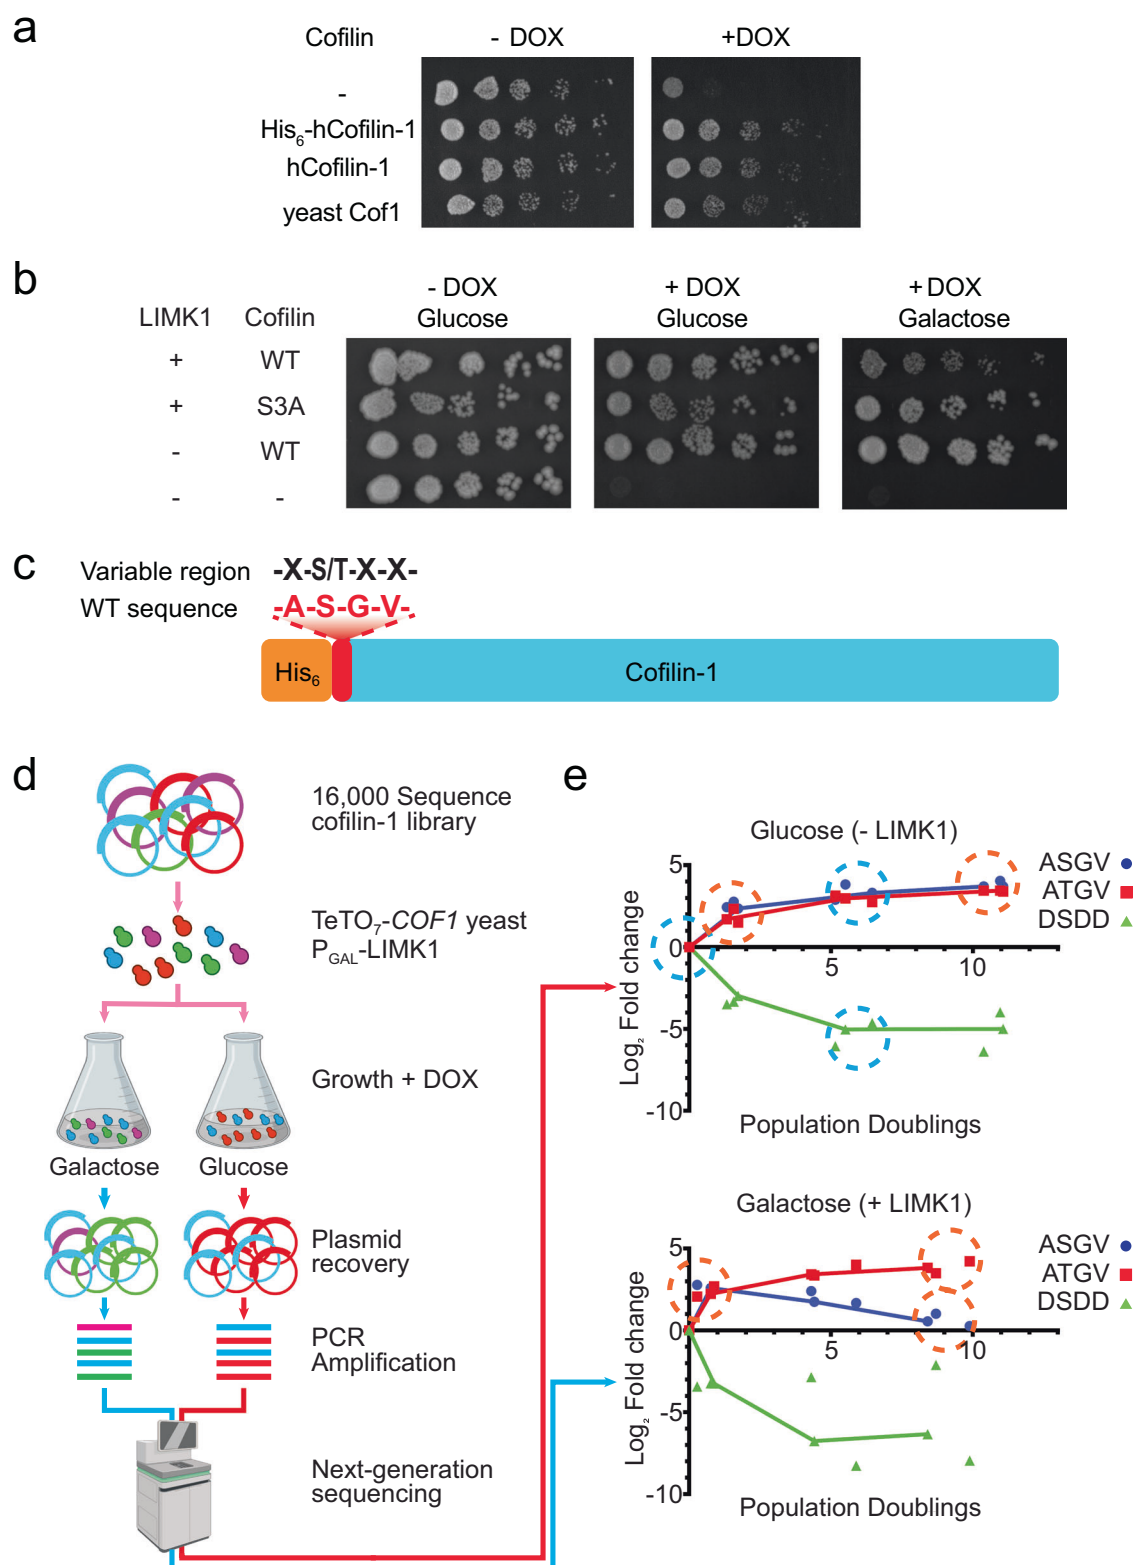 a
Cofilin - DOX +DOX
-
His6-hCofilin-1
hCofilin-1
yeast Cof1
b
- DOX + DOX + DOX
LIMK1 Cofilin Glucose Glucose Galactose
+ WT
+ S3A
- WT
- -
c
Variable region -X-S/T-X-X-
WT sequence -A-S-G-V-
His6 Cofilin-1
d
16,000 Sequence
cofilin-1 library
TeTO7-COF1 yeast
PGAL-LIMK1
Growth + DOX
Galactose Glucose
Plasmid
recovery
PCR
Amplification
Next-generation
sequencing
e
Glucose (- LIMK1)
5
0
-5
-10
5 10
Log2 Fold change
Population Doublings
ASGV
ATGV
DSDD
Galactose (+ LIMK1)
5
0
-5
-10
5 10
Log2 Fold change
Population Doublings
ASGV
ATGV
DSDD